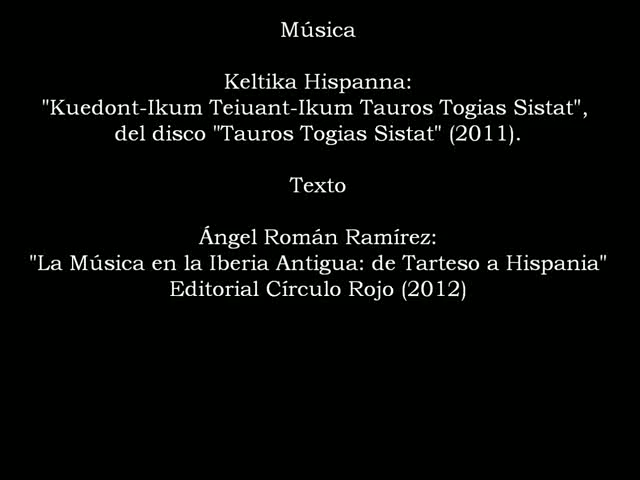 Música
Keltika Hispanna:
"Kuedont-Ikum Teiuant-Ikum Tauros Togias Sistat",
del disco "Tauros Togias Sistat" (2011).
Texto
Ángel Román Ramírez:
"La Música en la Iberia Antigua: de Tarteso a Hispania"
Editorial Círculo Rojo (2012)